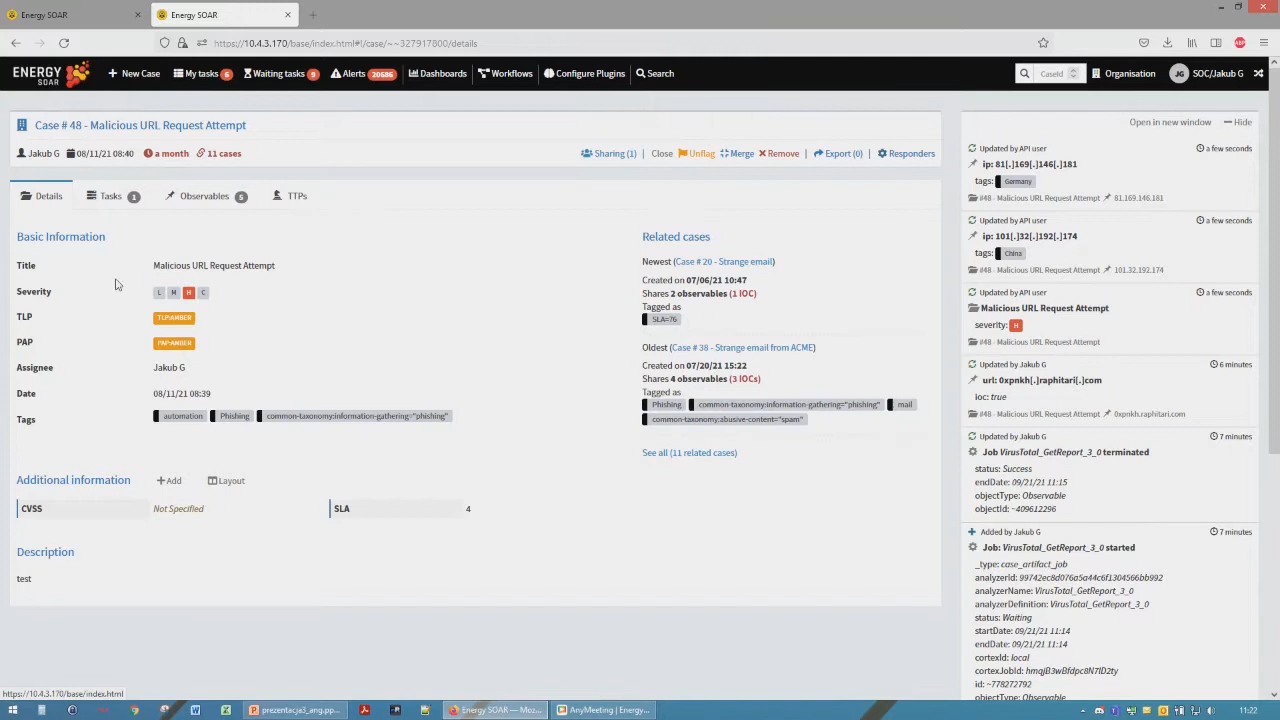 Energy SOAR
Energy SOAR
https://10.4.3.170/base/index.html#!/case/~~327917800/details
ENERGY SOAR
New Case
My tasks 6
Waiting tasks 9
Alerts 20686
Dashboards
Workflows
Configure Plugins
Search
CaseId
Organisation
JG SOC/Jakub G
Case # 48 - Malicious URL Request Attempt
Jakub G 08/11/21 08:40 a month 11 cases
Sharing (1) | Close Unflag Merge Remove | Export (0) | Responders
Details Tasks 1 Observables 5 TTPs
Basic Information
Title Malicious URL Request Attempt
Severity L M H C
TLP TLP:AMBER
PAP PAP:AMBER
Assignee Jakub G
Date 08/11/21 08:39
Tags automation Phishing common-taxonomy:information-gathering="phishing"
Additional information Add Layout
CVSS Not Specified SLA 4
Description
test
Related cases
Newest (Case # 20 - Strange email)
Created on 07/06/21 10:47
Shares 2 observables (1 IOC)
Tagged as
SLA=76
Oldest (Case # 38 - Strange email from ACME)
Created on 07/20/21 15:22
Shares 4 observables (3 IOCs)
Tagged as
Phishing common-taxonomy:information-gathering="phishing" mail
common-taxonomy:abusive-content="spam"
See all (11 related cases)
Open in new window Hide
Updated by API user a few seconds
ip: 81[.]169[.]146[.]181
tags: Germany
#48 - Malicious URL Request Attempt 81.169.146.181
Updated by API user a few seconds
ip: 101[.]32[.]192[.]174
tags: China
#48 - Malicious URL Request Attempt 101.32.192.174
Updated by API user a few seconds
Malicious URL Request Attempt
severity: H
#48 - Malicious URL Request Attempt
Updated by Jakub G 6 minutes
url: 0xpnkh[.]raphitari[.]com
ioc: true
#48 - Malicious URL Request Attempt 0xpnkh.raphitari.com
Updated by Jakub G 7 minutes
Job VirusTotal_GetReport_3_0 terminated
status: Success
endDate: 09/21/21 11:15
objectType: Observable
objectId: ~409612296
Added by Jakub G 7 minutes
Job: VirusTotal_GetReport_3_0 started
_type: case_artifact_job
analyzerId: 99742ec8d076a5a44c6f1304566bb992
analyzerName: VirusTotal_GetReport_3_0
analyzerDefinition: VirusTotal_GetReport_3_0
status: Waiting
startDate: 09/21/21 11:14
endDate: 09/21/21 11:14
cortexId: local
cortexJobId: hmqjB3wBfdpc8N7lD2ty
id: ~778272792
objectType: Observable
https://10.4.3.170/base/index.html
prezentacja3_ang.pp...
Energy SOAR — Moz...
AnyMeeting | Energy...
11:22